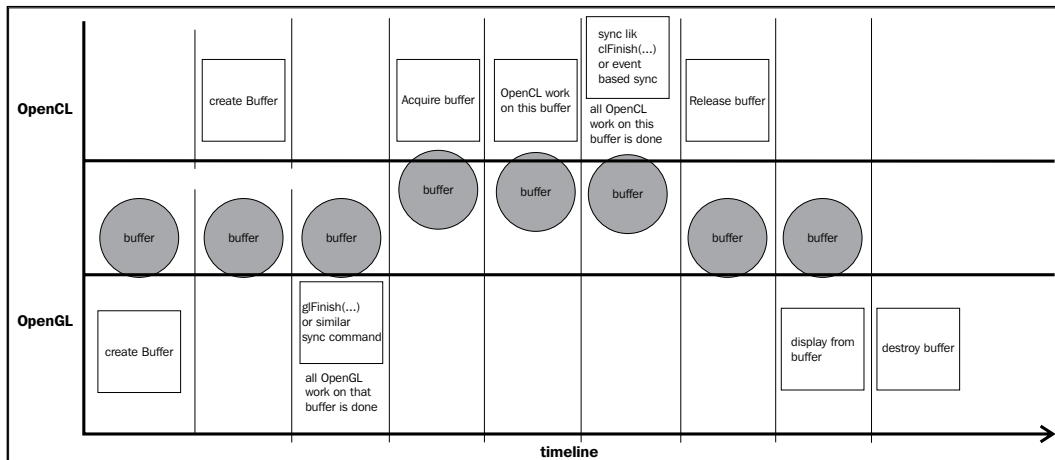 sync lik
clFinish(...)
or event
based sync
OpenCL
create Buffer
Acquire buffer
OpenCL work
on this buffer
all OpenCL
work on this
buffer is done
Release buffer
buffer
buffer
buffer
buffer
buffer
buffer
buffer
buffer
OpenGL
create Buffer
glFinish(...)
or similar
sync command
all OpenGL
work on that
buffer is done
display from
buffer
destroy buffer
timeline